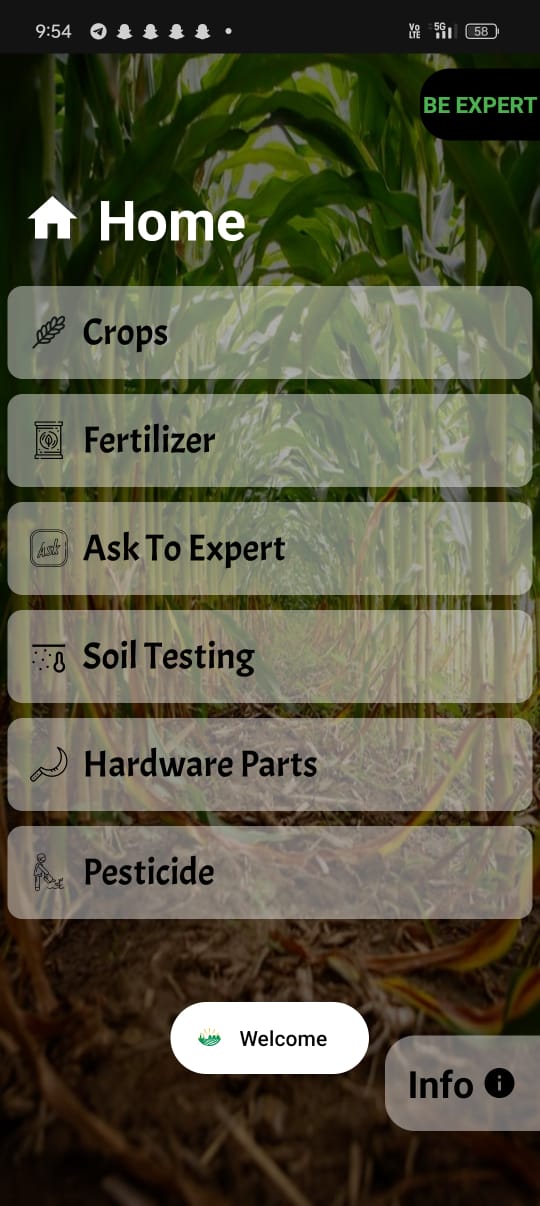 9:54
Vo
LTE
5G
58
BE EXPERT
Home
Crops
Fertilizer
Ask
Ask To Expert
Soil Testing
Hardware Parts
Pesticide
Welcome
Info